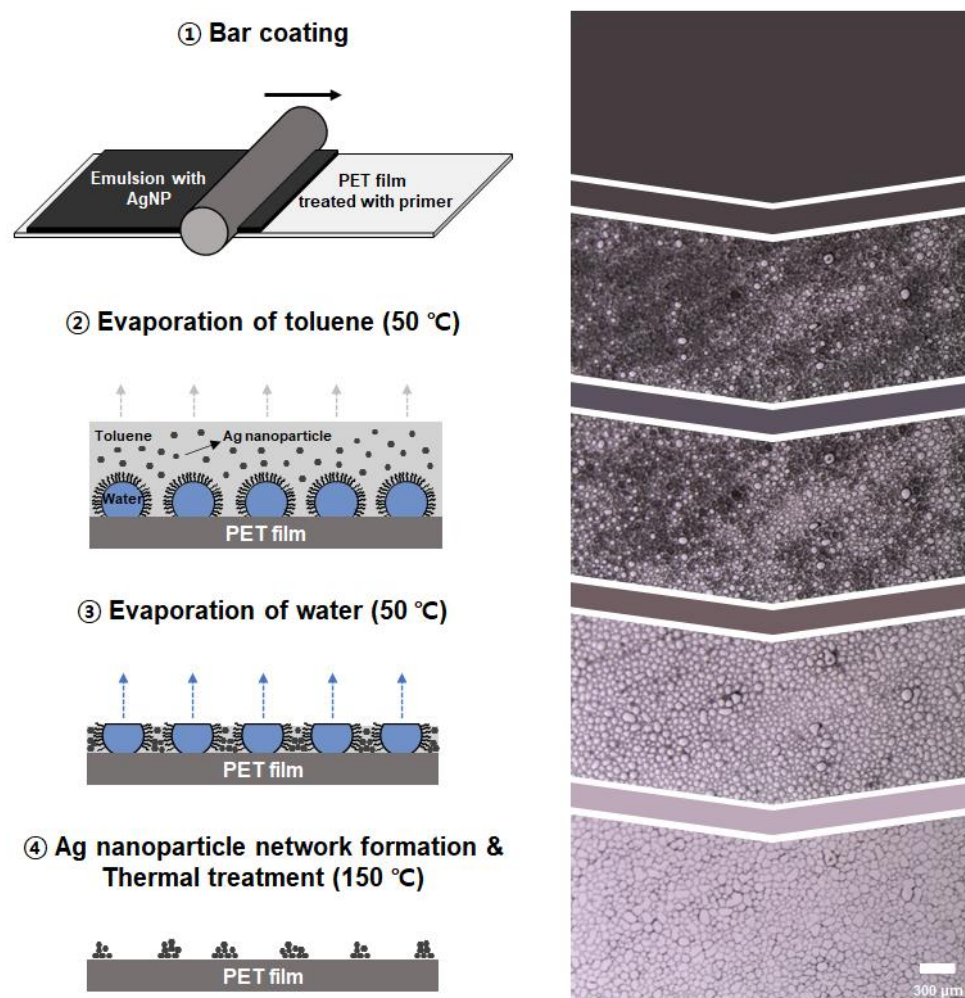 ① Bar coating
Emulsion with
AgNP
PET film
treated with primer
② Evaporation of toluene (50 ℃)
Toluene
Ag nanoparticle
Water
PET film
③ Evaporation of water (50 ℃)
PET film
④ Ag nanoparticle network formation &
Thermal treatment (150 ℃)
PET film
300 μm